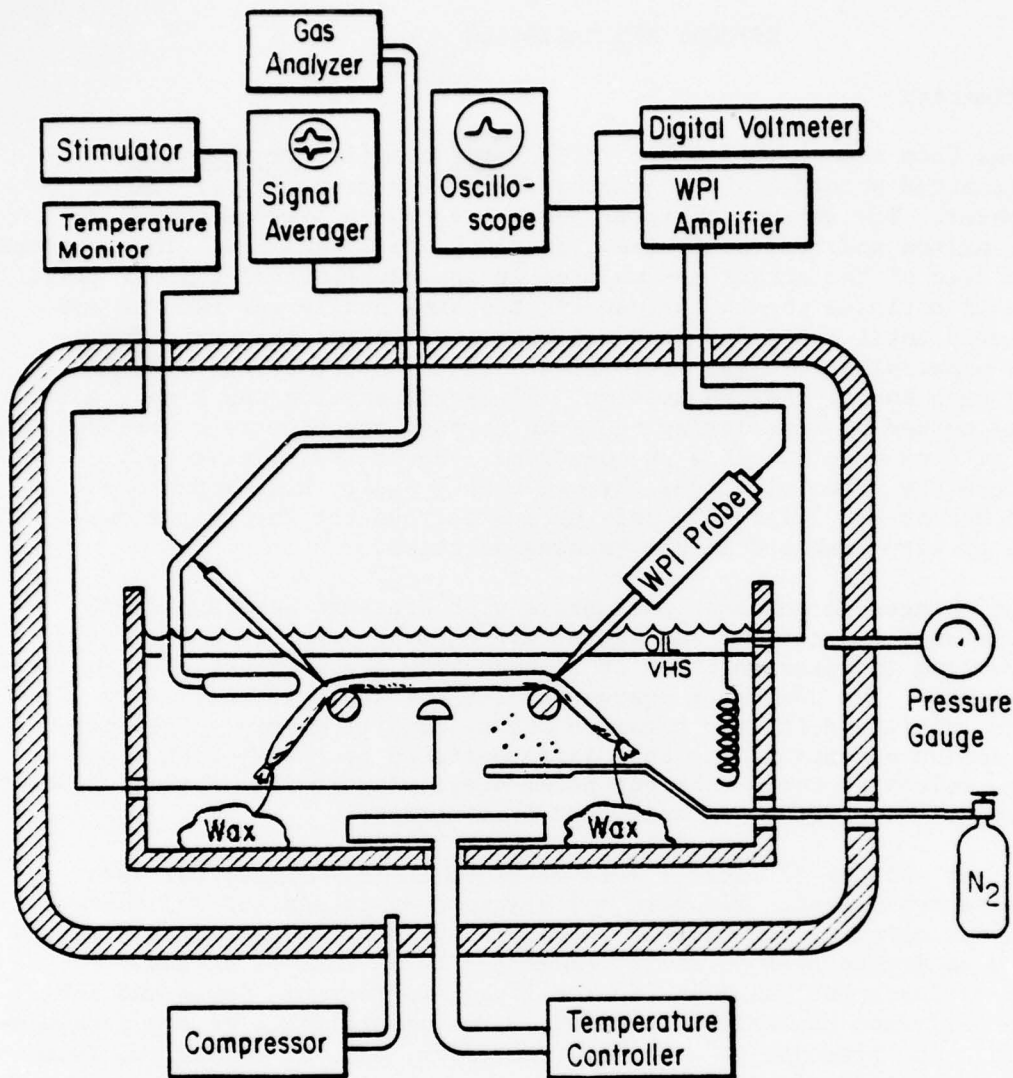 Gas
Analyzer
Stimulator
Signal
Averager
Oscillo-
scope
Digital Voltmeter
WPI
Amplifier
Temperature
Monitor
WPI Probe
OIL
VHS
Pressure
Gauge
Wax
Wax
N2
Compressor
Temperature
Controller